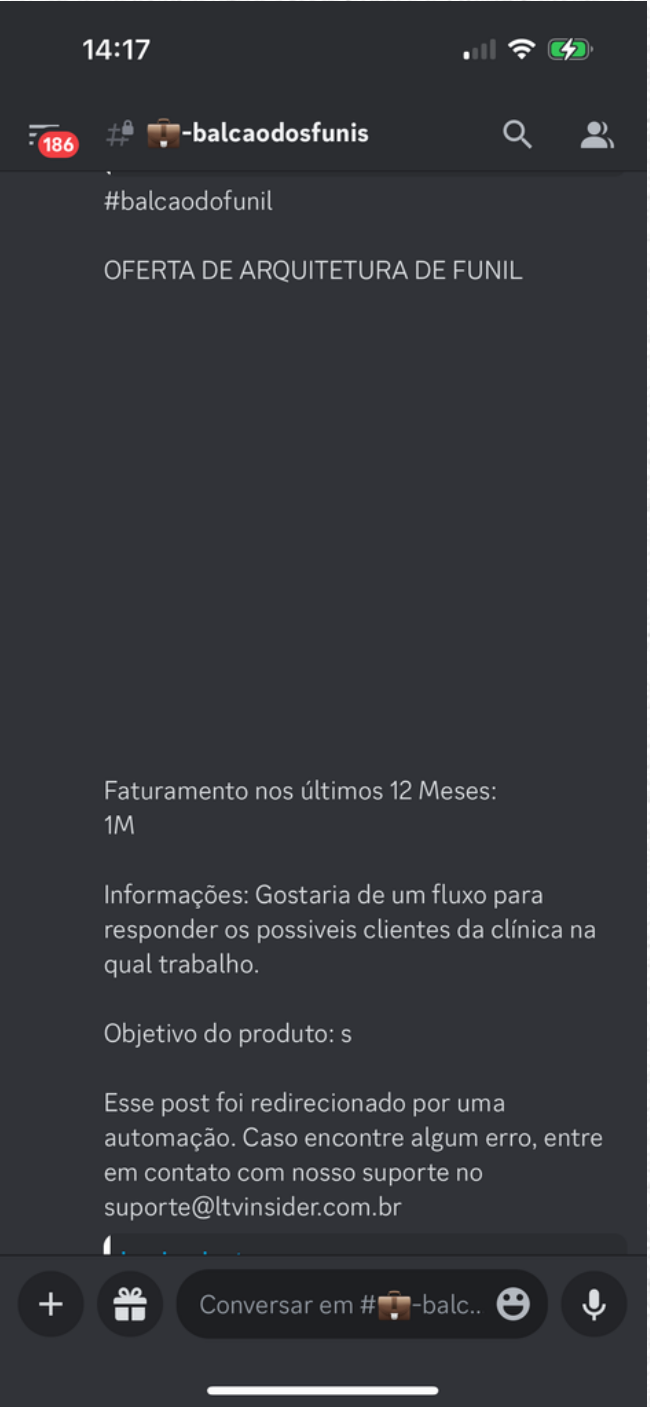 14:17
186
# 💼-balcaodosfunis
#balcaodofunil
OFERTA DE ARQUITETURA DE FUNIL
Faturamento nos últimos 12 Meses:
1M
Informações: Gostaria de um fluxo para
responder os possiveis clientes da clínica na
qual trabalho.
Objetivo do produto: s
Esse post foi redirecionado por uma
automação. Caso encontre algum erro, entre
em contato com nosso suporte no
suporte@ltvinsider.com.br
Conversar em #💼-balc..